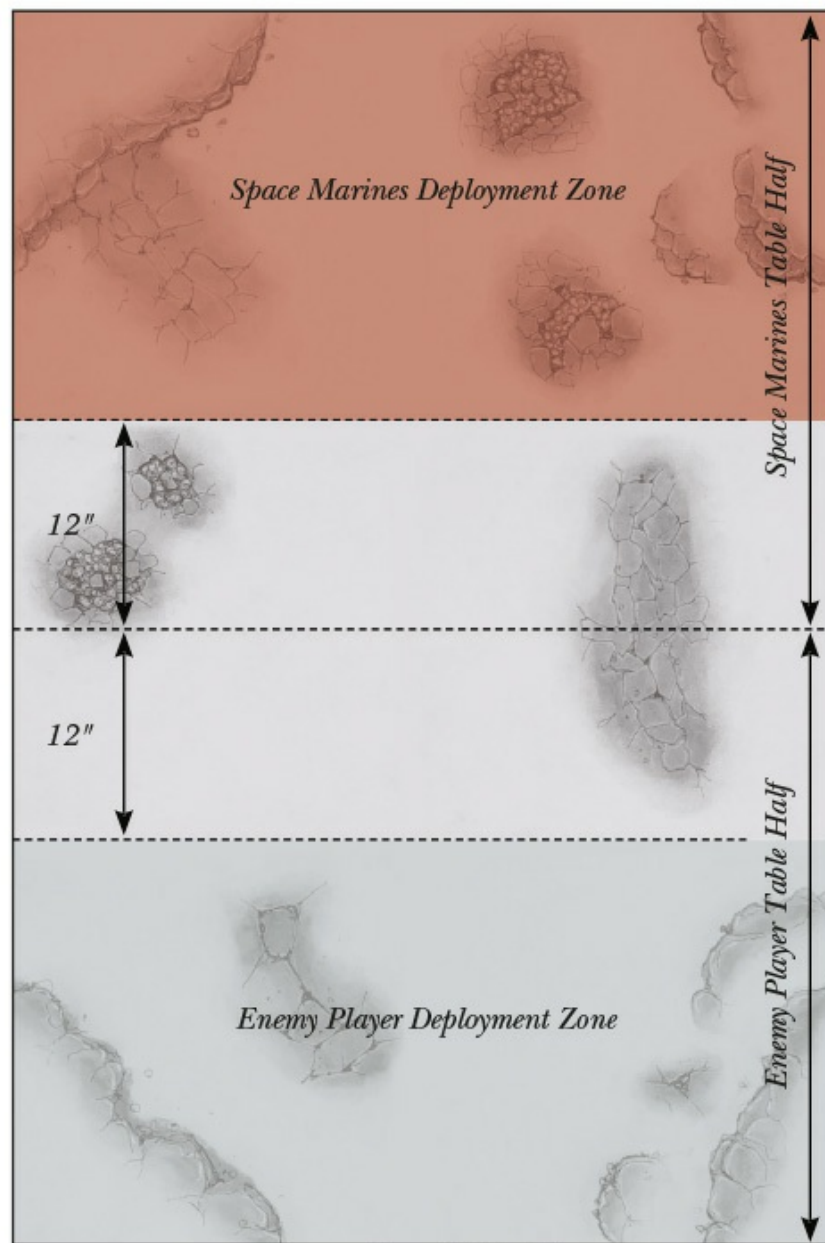 Space Marines Deployment Zone
Space Marines Table Half
12"
12"
Enemy Player Table Half
Enemy Player Deployment Zone